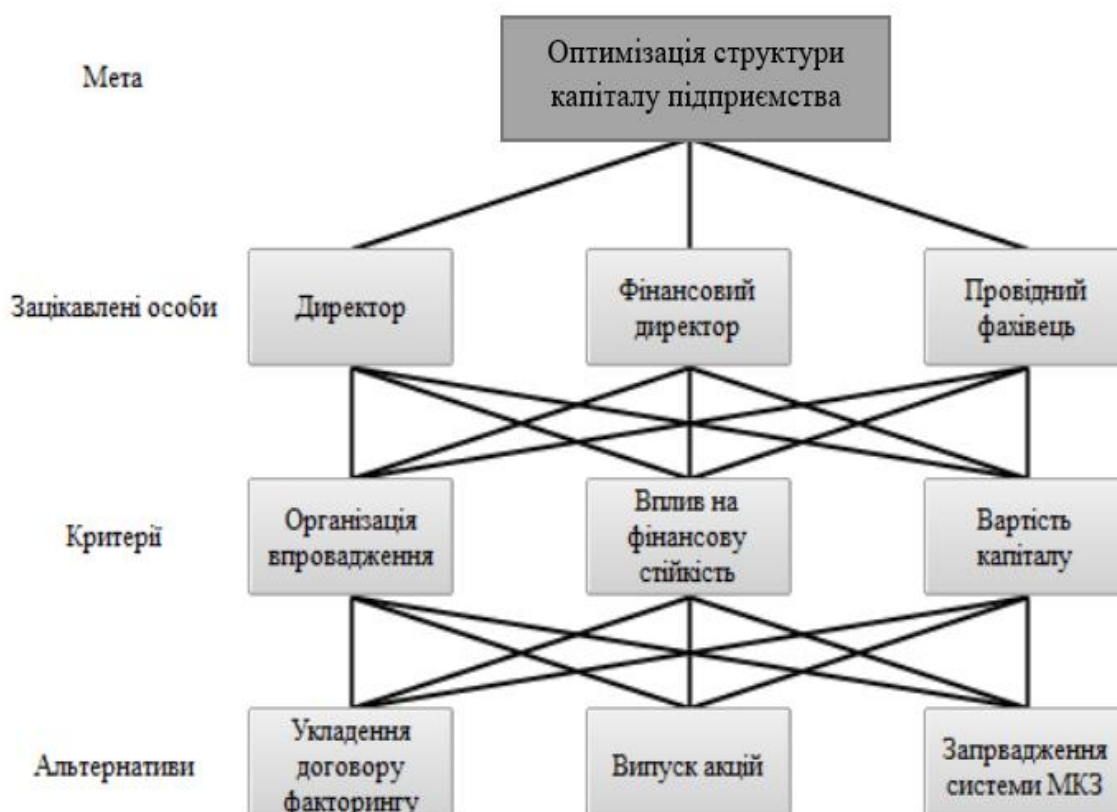 Мета
Оптимізація структури
капіталу підприємства
Зацікавлені особи
Директор
Фінансовий
директор
Провідний
фахівець
Критерії
Організація
впровадження
Вплив на
фінансову
стійкість
Вартість
капіталу
Альтернативи
Укладення
договору
факторингу
Випуск акцій
Запрвадження
системи МКЗ